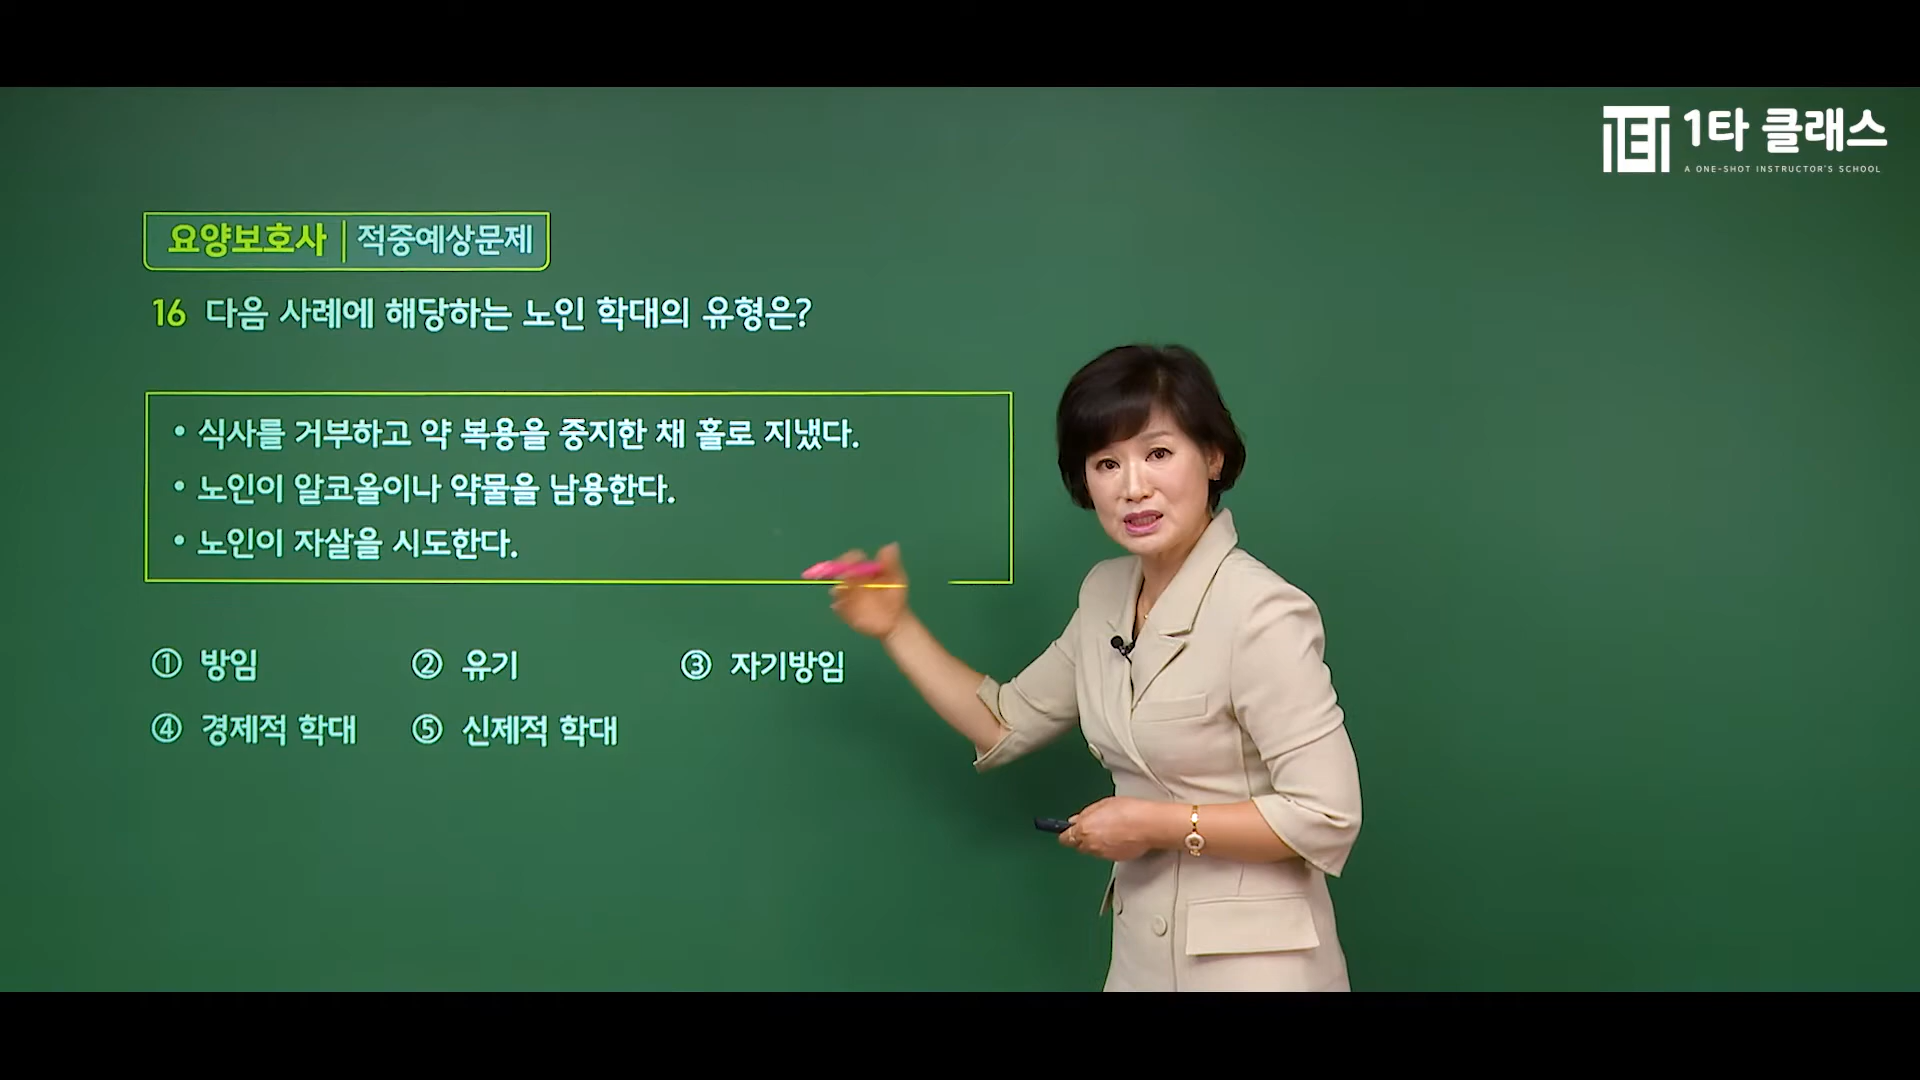 1타 클래스
A ONE-SHOT INSTRUCTOR'S SCHOOL
요양보호사 | 적중예상문제
16 다음 사례에 해당하는 노인 학대의 유형은?
• 식사를 거부하고 약 복용을 중지한 채 홀로 지냈다.
• 노인이 알코올이나 약물을 남용한다.
• 노인이 자살을 시도한다.
① 방임 ② 유기 ③ 자기방임
④ 경제적 학대 ⑤ 신제적 학대